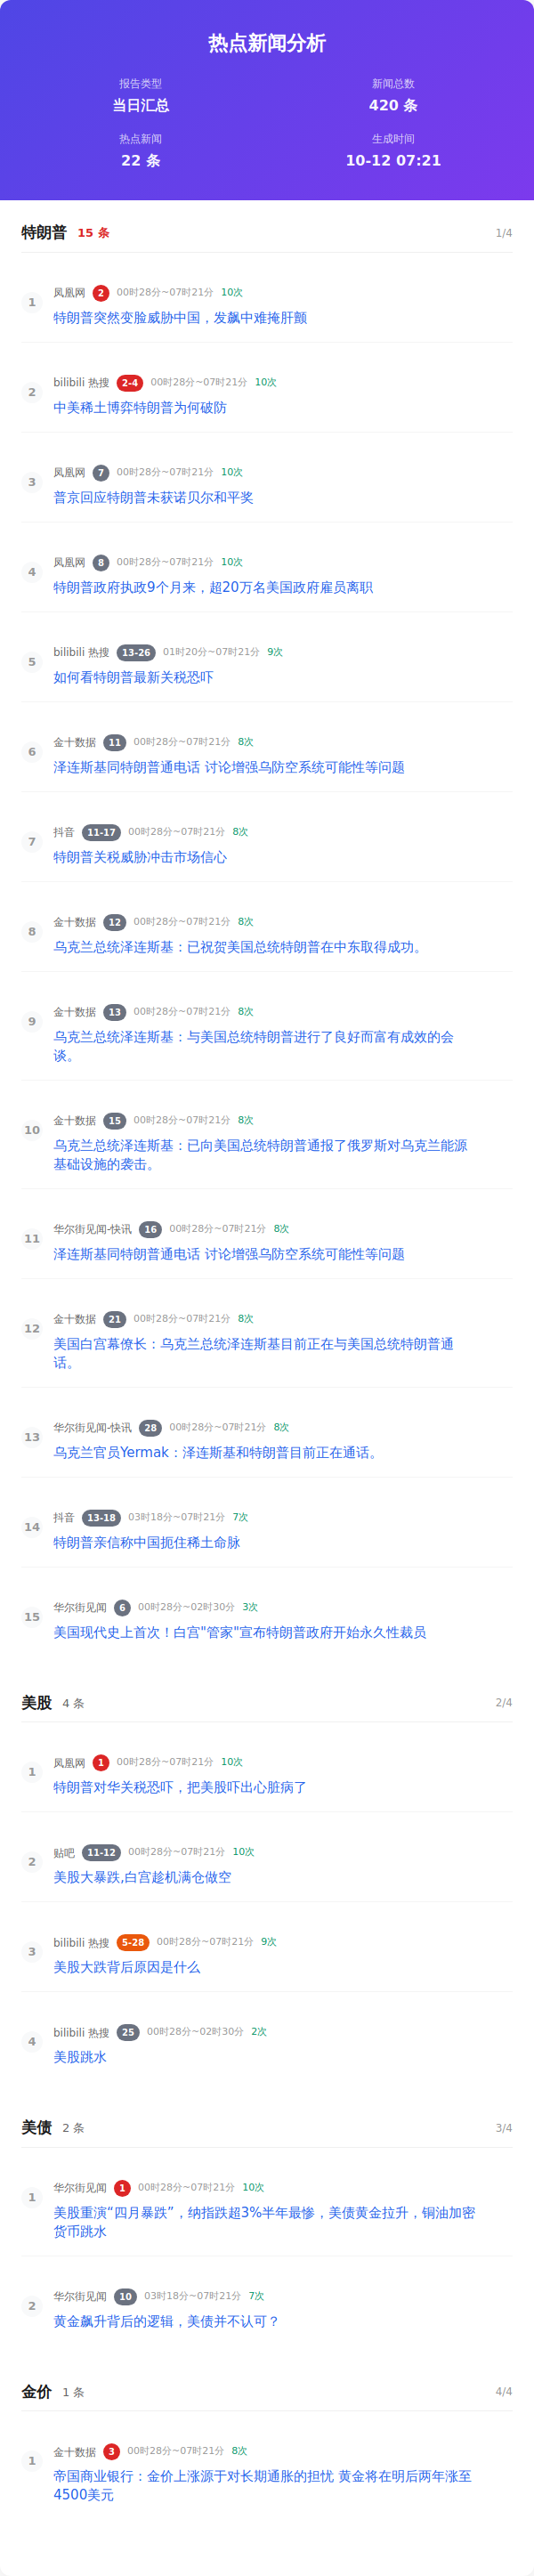 热点新闻分析
报告类型
当日汇总
新闻总数
420 条
热点新闻
22 条
生成时间
10-12 07:21
特朗普 15 条 1/4
1
凤凰网 2 00时28分~07时21分 10次
特朗普突然变脸威胁中国，发飙中难掩肝颤
2
bilibili 热搜 2-4 00时28分~07时21分 10次
中美稀土博弈特朗普为何破防
3
凤凰网 7 00时28分~07时21分 10次
普京回应特朗普未获诺贝尔和平奖
4
凤凰网 8 00时28分~07时21分 10次
特朗普政府执政9个月来，超20万名美国政府雇员离职
5
bilibili 热搜 13-26 01时20分~07时21分 9次
如何看特朗普最新关税恐吓
6
金十数据 11 00时28分~07时21分 8次
泽连斯基同特朗普通电话 讨论增强乌防空系统可能性等问题
7
抖音 11-17 00时28分~07时21分 8次
特朗普关税威胁冲击市场信心
8
金十数据 12 00时28分~07时21分 8次
乌克兰总统泽连斯基：已祝贺美国总统特朗普在中东取得成功。
9
金十数据 13 00时28分~07时21分 8次
乌克兰总统泽连斯基：与美国总统特朗普进行了良好而富有成效的会
谈。
10
金十数据 15 00时28分~07时21分 8次
乌克兰总统泽连斯基：已向美国总统特朗普通报了俄罗斯对乌克兰能源
基础设施的袭击。
11
华尔街见闻-快讯 16 00时28分~07时21分 8次
泽连斯基同特朗普通电话 讨论增强乌防空系统可能性等问题
12
金十数据 21 00时28分~07时21分 8次
美国白宫幕僚长：乌克兰总统泽连斯基目前正在与美国总统特朗普通
话。
13
华尔街见闻-快讯 28 00时28分~07时21分 8次
乌克兰官员Yermak：泽连斯基和特朗普目前正在通话。
14
抖音 13-18 03时18分~07时21分 7次
特朗普亲信称中国扼住稀土命脉
15
华尔街见闻 6 00时28分~02时30分 3次
美国现代史上首次！白宫"管家"宣布特朗普政府开始永久性裁员
美股 4 条 2/4
1
凤凰网 1 00时28分~07时21分 10次
特朗普对华关税恐吓，把美股吓出心脏病了
2
贴吧 11-12 00时28分~07时21分 10次
美股大暴跌,白宫趁机满仓做空
3
bilibili 热搜 5-28 00时28分~07时21分 9次
美股大跌背后原因是什么
4
bilibili 热搜 25 00时28分~02时30分 2次
美股跳水
美债 2 条 3/4
1
华尔街见闻 1 00时28分~07时21分 10次
美股重演“四月暴跌”，纳指跌超3%半年最惨，美债黄金拉升，铜油加密
货币跳水
2
华尔街见闻 10 03时18分~07时21分 7次
黄金飙升背后的逻辑，美债并不认可？
金价 1 条 4/4
1
金十数据 3 00时28分~07时21分 8次
帝国商业银行：金价上涨源于对长期通胀的担忧 黄金将在明后两年涨至
4500美元